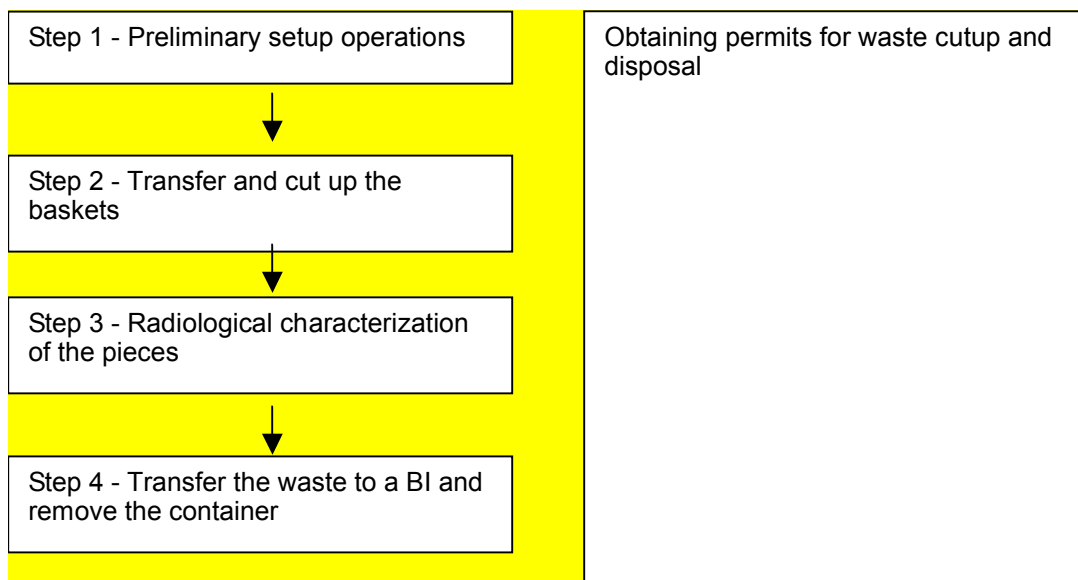 Step 1 - Preliminary setup operations
Step 2 - Transfer and cut up the
baskets
Step 3 - Radiological characterization
of the pieces
Step 4 - Transfer the waste to a BI and
remove the container
Obtaining permits for waste cutup and
disposal